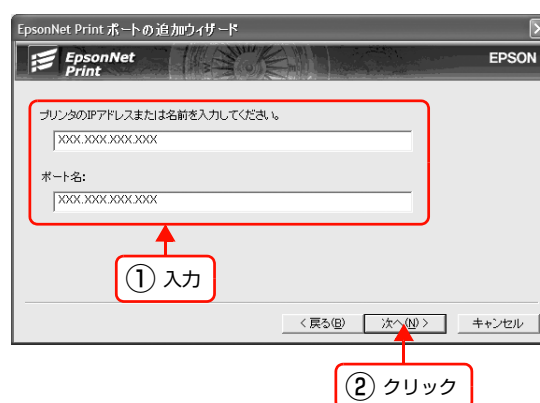 EpsonNet Print ポートの追加ウィザード
EpsonNet
Print
EPSON
プリンタのIPアドレスまたは名前を入力してください。
XXX.XXX.XXX.XXX
ポート名:
XXX.XXX.XXX.XXX
① 入力
< 戻る(B) 次へ(N) > キャンセル
② クリック